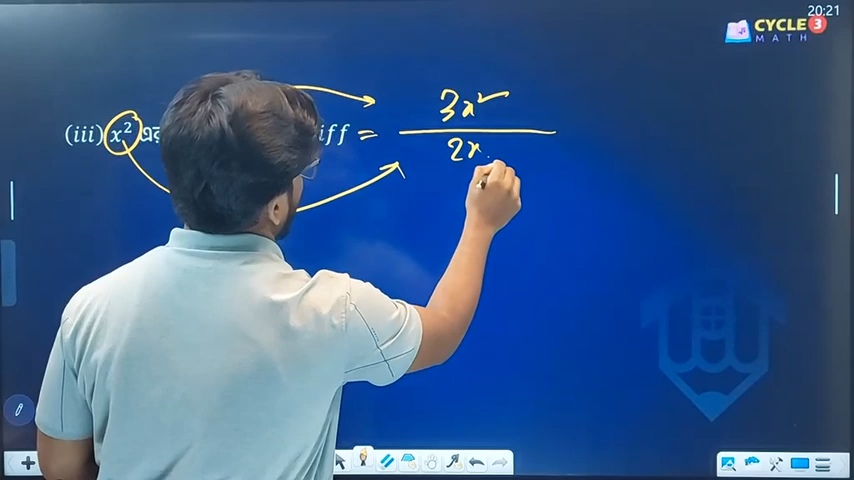 20:21
CYCLE 3
MATH
3x²
(iii) x² এর iff =
2x